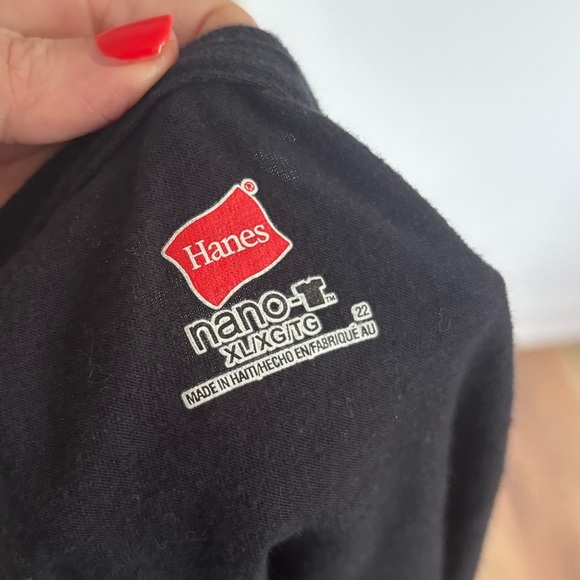 Hanes®
nano-T™
XL/XG/TG
22
MADE IN HAITI/HECHO EN/FABRIQUÉ AU